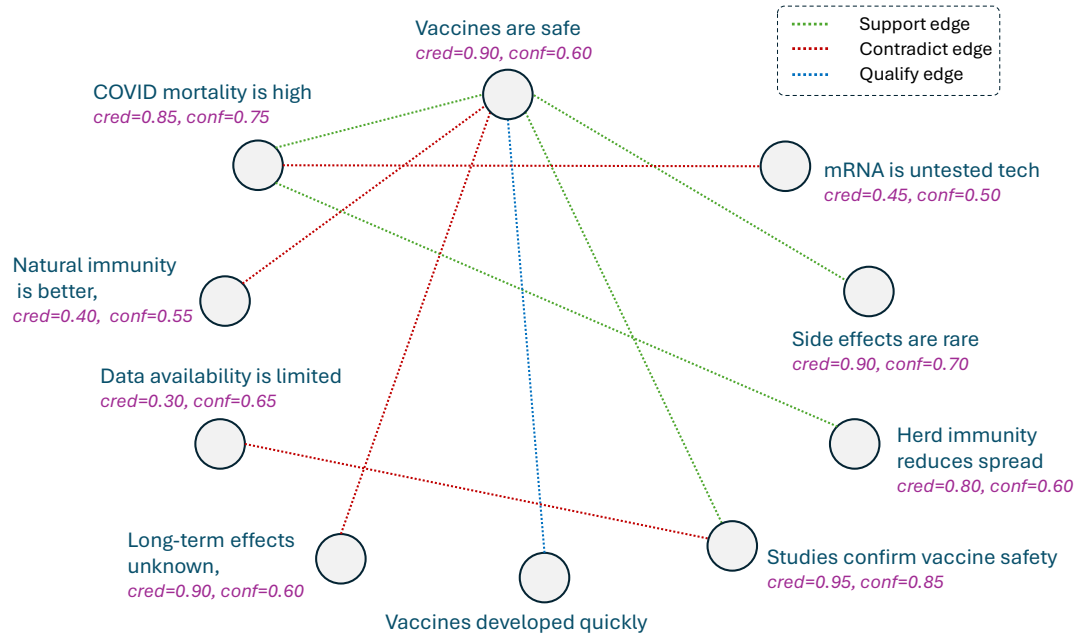 Vaccines are safe
cred=0.90, conf=0.60
Support edge
Contradict edge
Qualify edge
COVID mortality is high
cred=0.85, conf=0.75
mRNA is untested tech
cred=0.45, conf=0.50
Natural immunity
is better,
cred=0.40, conf=0.55
Side effects are rare
cred=0.90, conf=0.70
Data availability is limited
cred=0.30, conf=0.65
Herd immunity
reduces spread
cred=0.80, conf=0.60
Long-term effects
unknown,
cred=0.90, conf=0.60
Studies confirm vaccine safety
cred=0.95, conf=0.85
Vaccines developed quickly